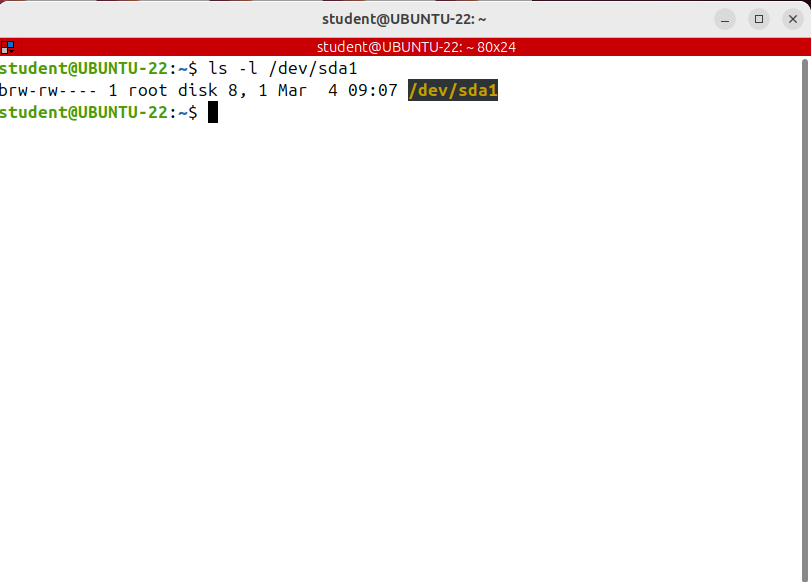 student@UBUNTU-22: ~
student@UBUNTU-22: ~ 80x24
student@UBUNTU-22:~$ ls -l /dev/sda1
brw-rw---- 1 root disk 8, 1 Mar  4 09:07 /dev/sda1
student@UBUNTU-22:~$